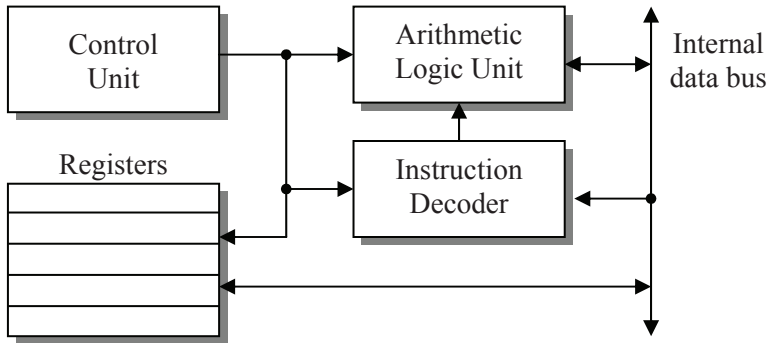 Control
Unit
Arithmetic
Logic Unit
Internal
data bus
Registers
Instruction
Decoder